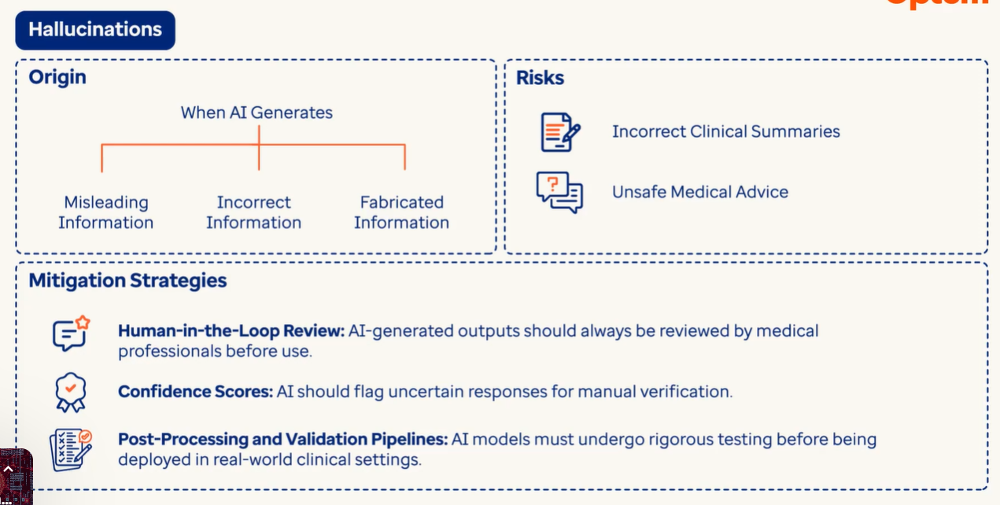 Hallucinations
Origin
When AI Generates
Misleading
Information
Incorrect
Information
Fabricated
Information
Risks
Incorrect Clinical Summaries
?
Unsafe Medical Advice
Mitigation Strategies
Human-in-the-Loop Review: AI-generated outputs should always be reviewed by medical
professionals before use.
Confidence Scores: AI should flag uncertain responses for manual verification.
Post-Processing and Validation Pipelines: AI models must undergo rigorous testing before being
deployed in real-world clinical settings.